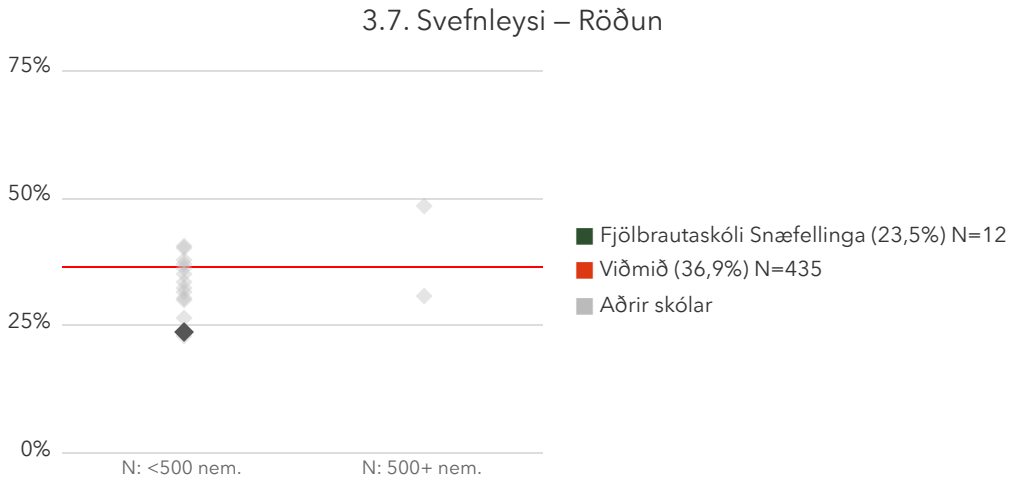 3.7. Svefnleysi – Röðun
75%
50%
25%
0%
N: <500 nem.
N: 500+ nem.
Fjölbrautaskóli Snæfellinga (23,5%) N=12
Viðmið (36,9%) N=435
Aðrir skólar